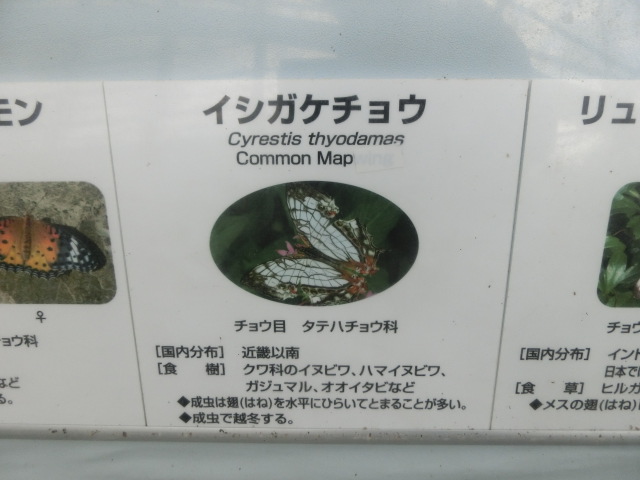 モン
♀
ョウ科
など
る。
イシガケチョウ
Cyrestis thyodamas
Common Mapwing
チョウ目 タテハチョウ科
[国内分布] 近畿以南
[食 樹] クワ科のイヌビワ、ハマイヌビワ、
ガジュマル、オオイタビなど
◆成虫は翅(はね)を水平にひらいてとまることが多い。
◆成虫で越冬する。
リュ
チョウ
[国内分布] インド
日本では
[食 草] ヒルガ
◆メスの翅(はね)